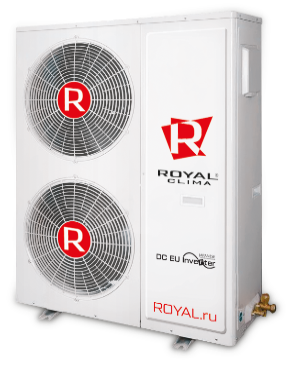 R
R
R
ROYAL®
CLIMA
DC EU Inverter
ROYAL.ru